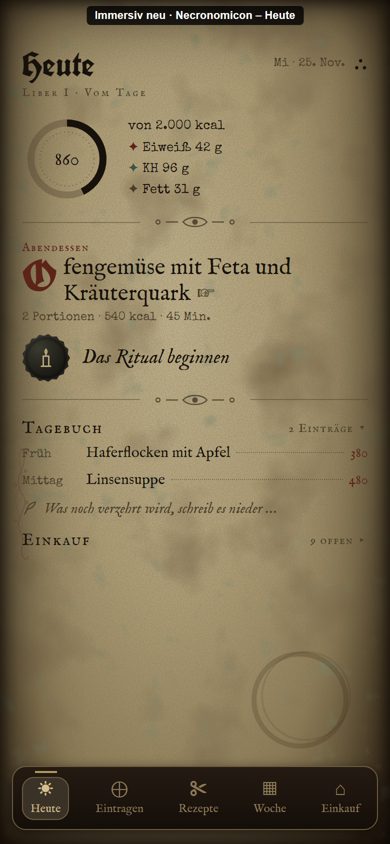 Immersiv neu · Necronomicon – Heute
Heute
Mi · 25. Nov.
Liber I · Vom Tage
860
von 2.000 kcal
Eiweiß 42 g
KH 96 g
Fett 31 g
Abendessen
Ofengemüse mit Feta und
Kräuterquark ☞
2 Portionen · 540 kcal · 45 Min.
Das Ritual beginnen
Tagebuch
2 Einträge
Früh Haferflocken mit Apfel 380
Mittag Linsensuppe 480
Was noch verzehrt wird, schreib es nieder ...
Einkauf
9 offen
Heute Eintragen Rezepte Woche Einkauf